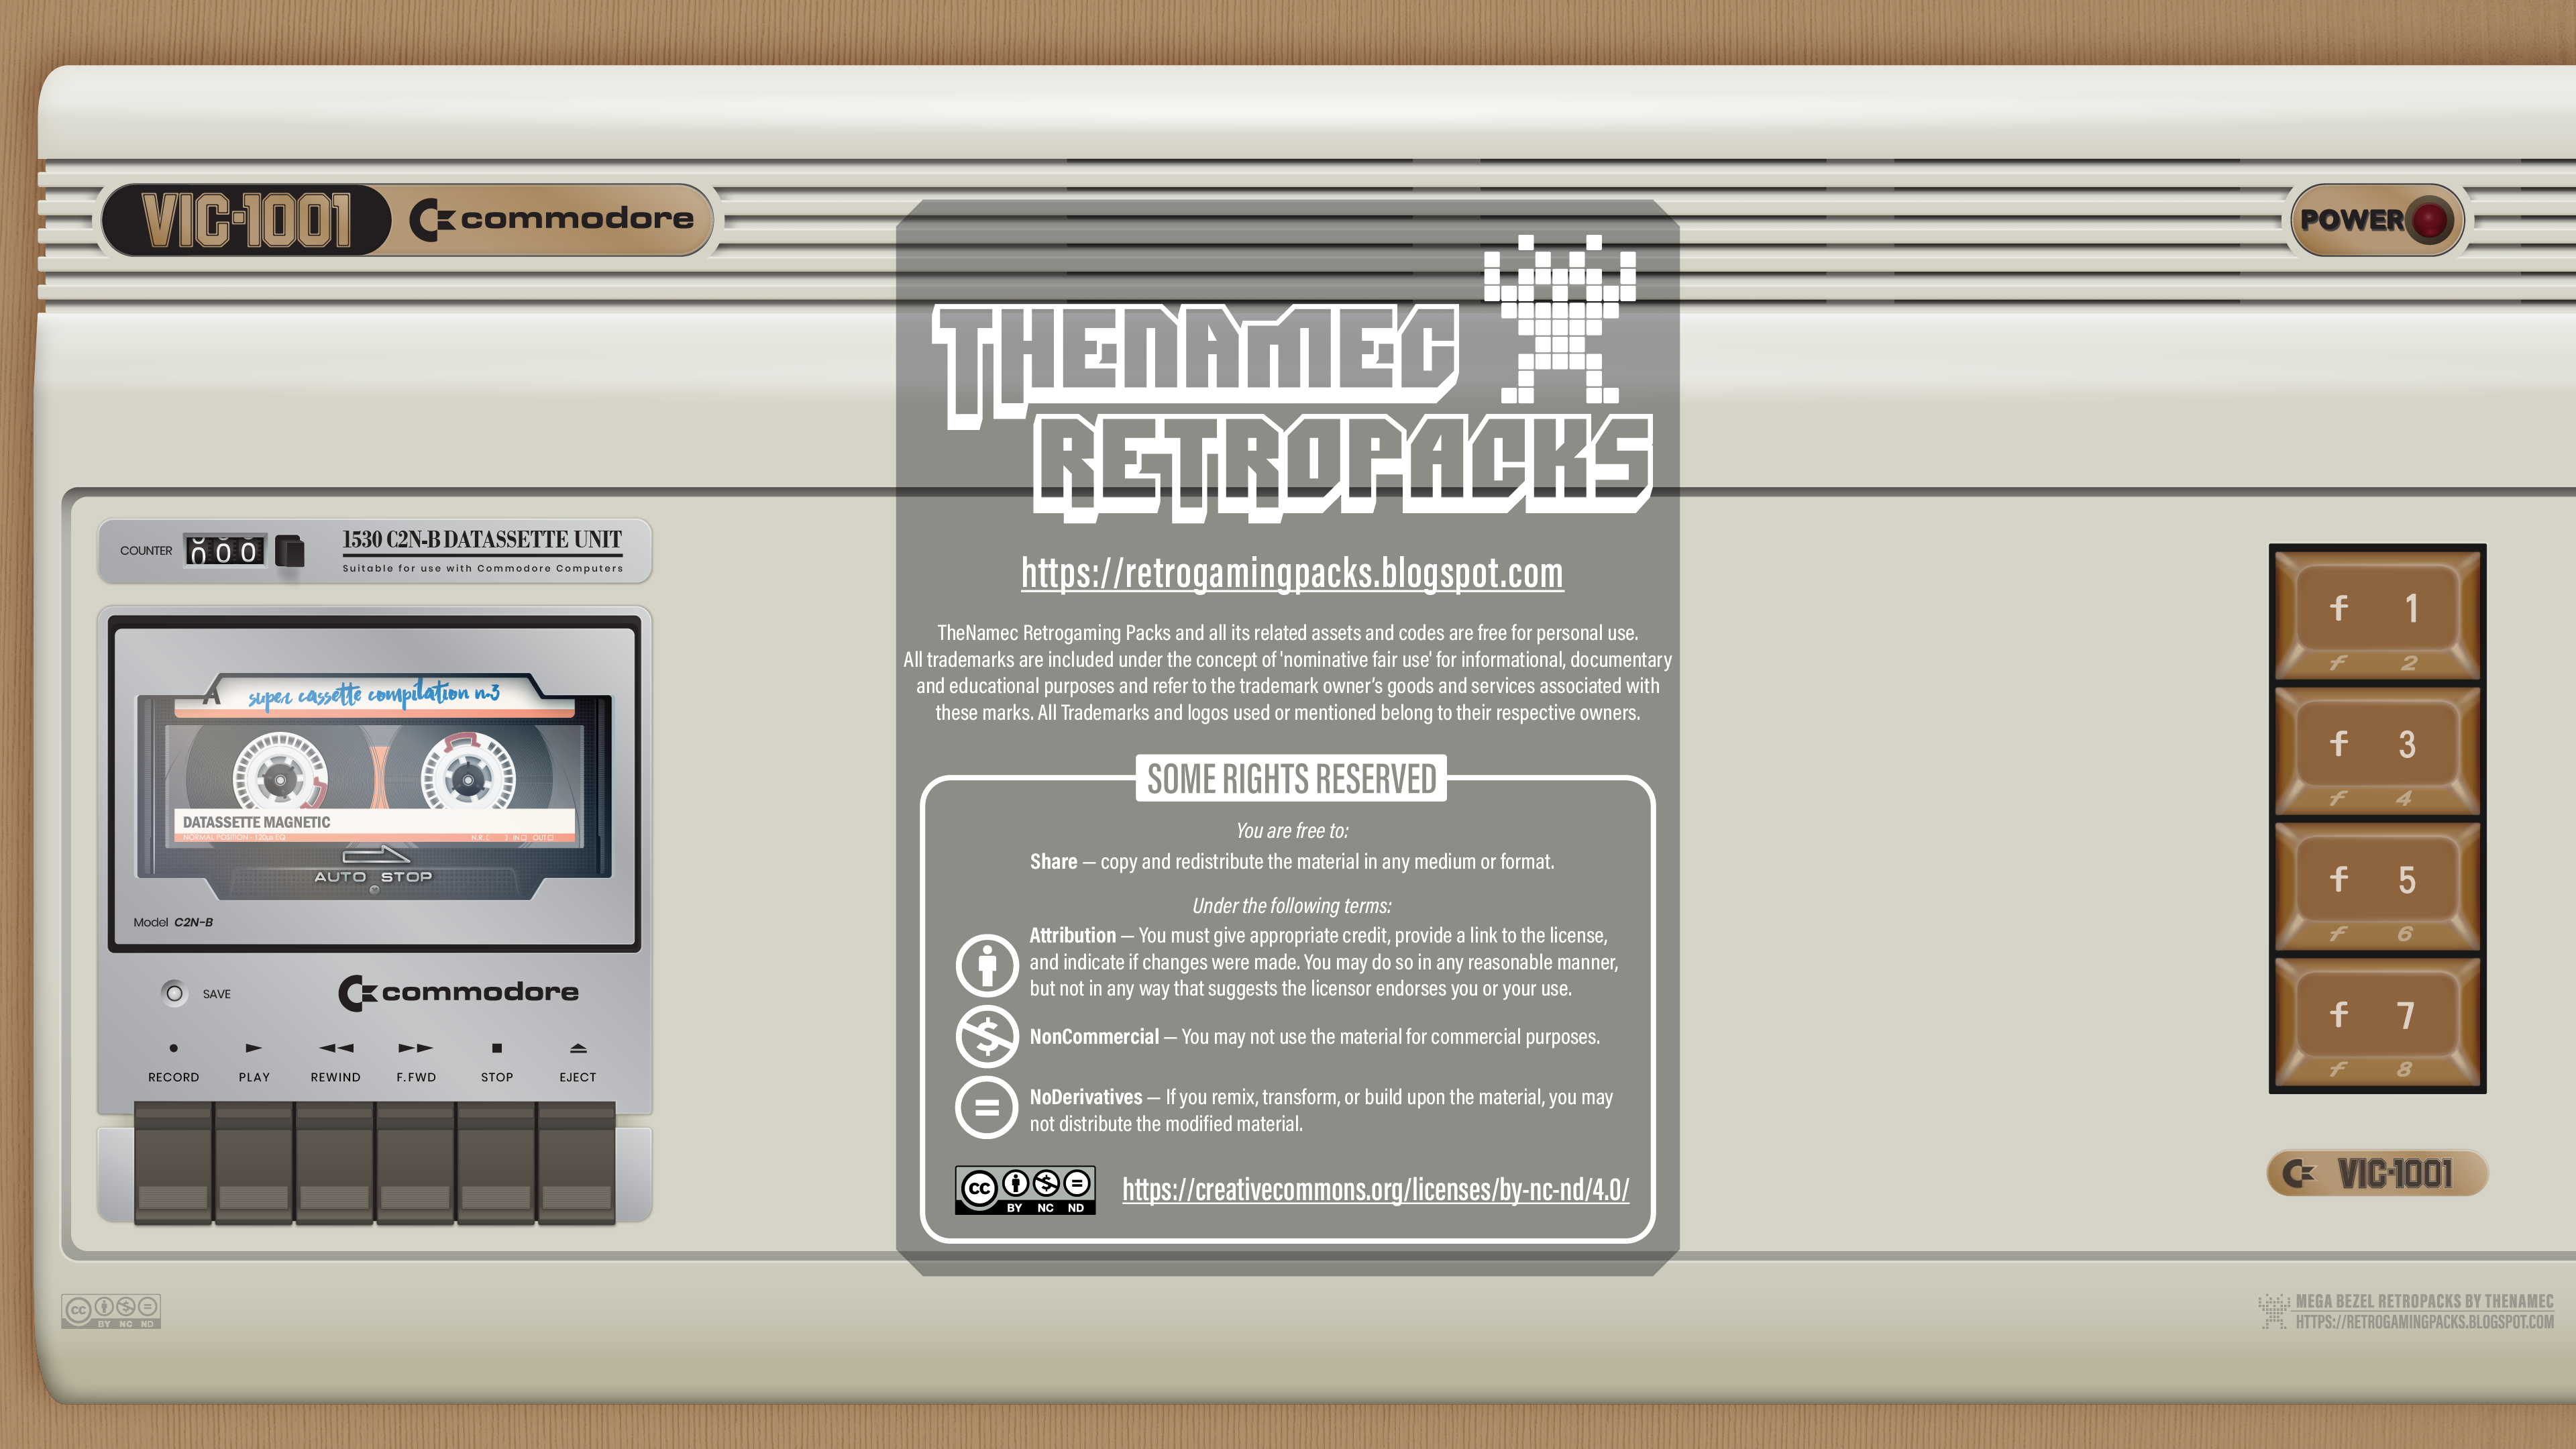 VIC-1001 commodore
POWER
THENAMEC
RETROPACKS
https://retrogamingpacks.blogspot.com
TheNamec Retrogaming Packs and all its related assets and codes are free for personal use.
All trademarks are included under the concept of 'nominative fair use' for informational, documentary
and educational purposes and refer to the trademark owner's goods and services associated with
these marks. All Trademarks and logos used or mentioned belong to their respective owners.
SOME RIGHTS RESERVED
You are free to:
Share — copy and redistribute the material in any medium or format.
Under the following terms:
Attribution — You must give appropriate credit, provide a link to the license,
and indicate if changes were made. You may do so in any reasonable manner,
but not in any way that suggests the licensor endorses you or your use.
NonCommercial — You may not use the material for commercial purposes.
NoDerivatives — If you remix, transform, or build upon the material, you may
not distribute the modified material.
cc BY NC ND
https://creativecommons.org/licenses/by-nc-nd/4.0/
COUNTER 000
1530 C2N-B DATASSETTE UNIT
Suitable for use with Commodore Computers
A super cassette compilation n.3
DATASSETTE MAGNETIC
NORMAL POSITION - 120µs EQ N.R. IN OUT
AUTO STOP
Model C2N-B
SAVE commodore
RECORD PLAY REWIND F.FWD STOP EJECT
f 1
f 2
f 3
f 4
f 5
f 6
f 7
f 8
VIC-1001
cc BY NC ND
MEGA BEZEL RETROPACKS BY THENAMEC
HTTPS://RETROGAMINGPACKS.BLOGSPOT.COM